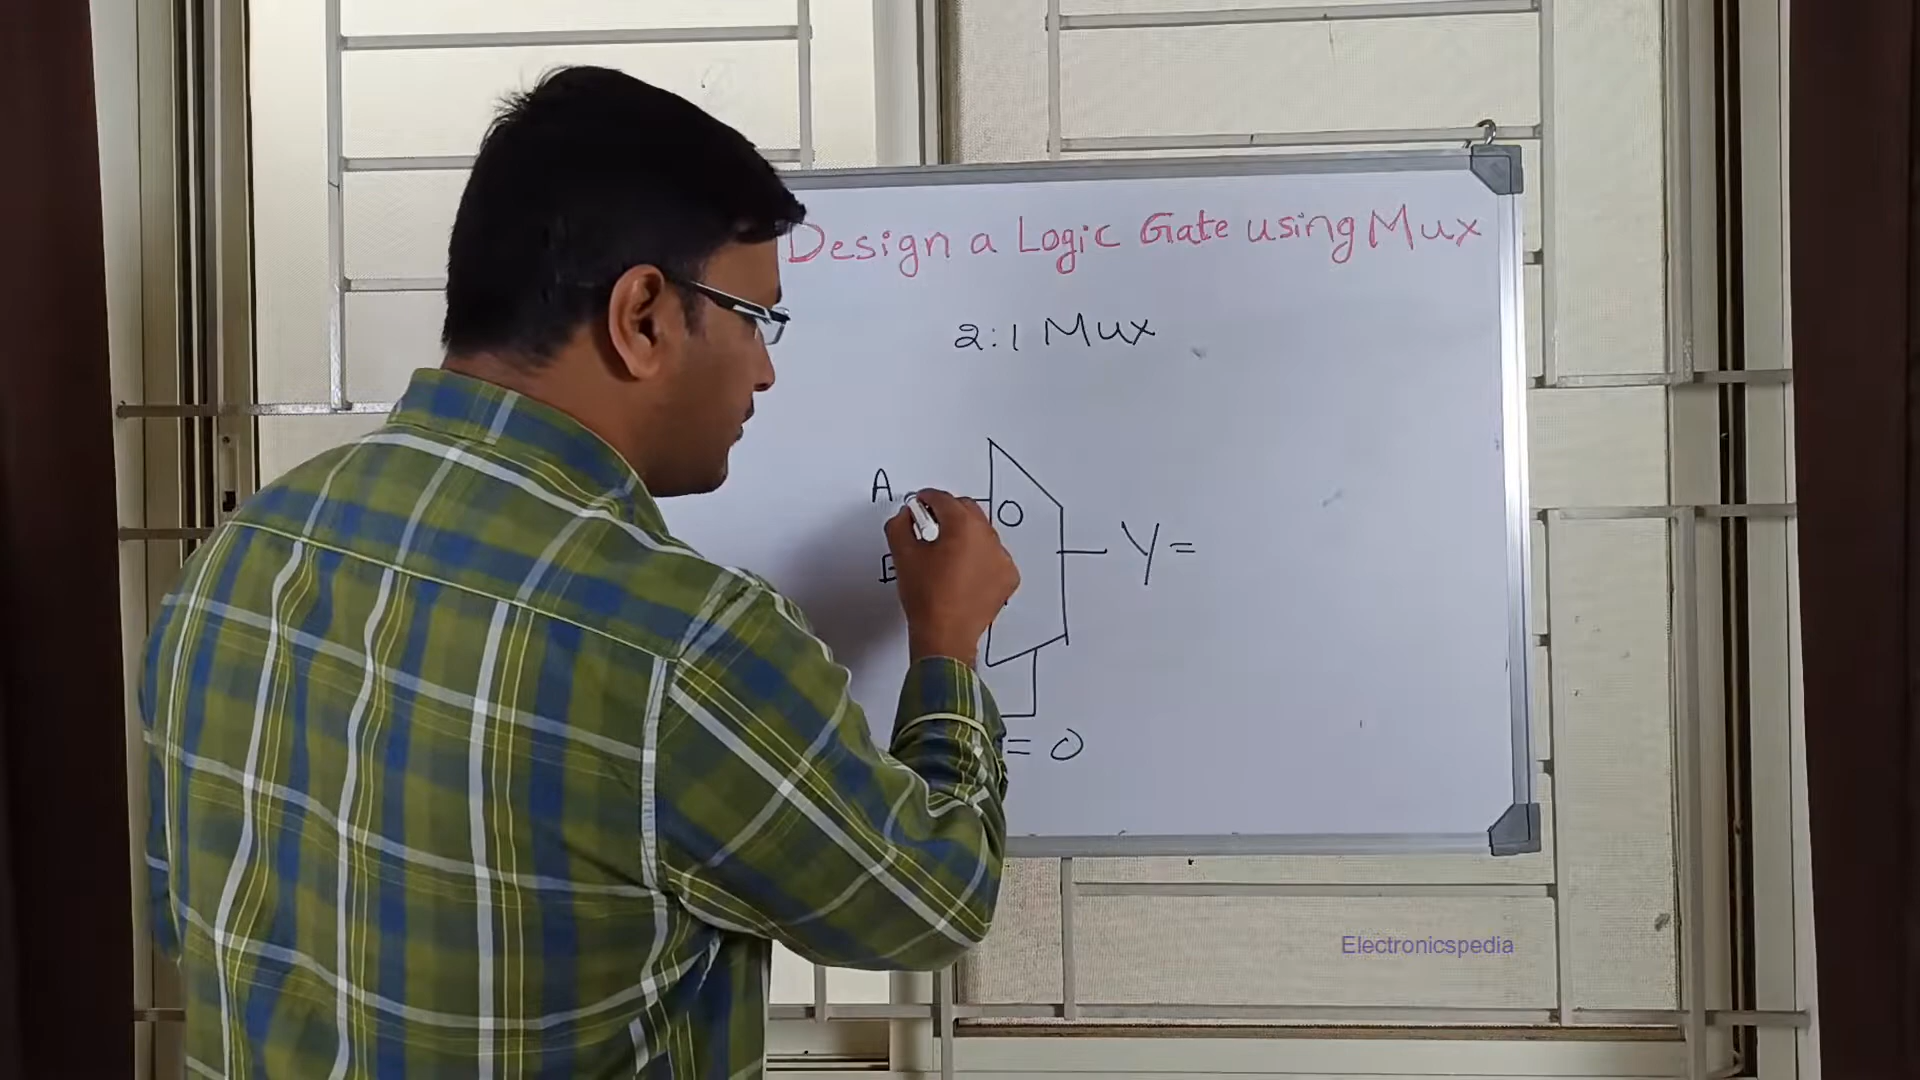 Design a Logic Gate using Mux
2:1 Mux
A
0
Y =
= 0
Electronicspedia